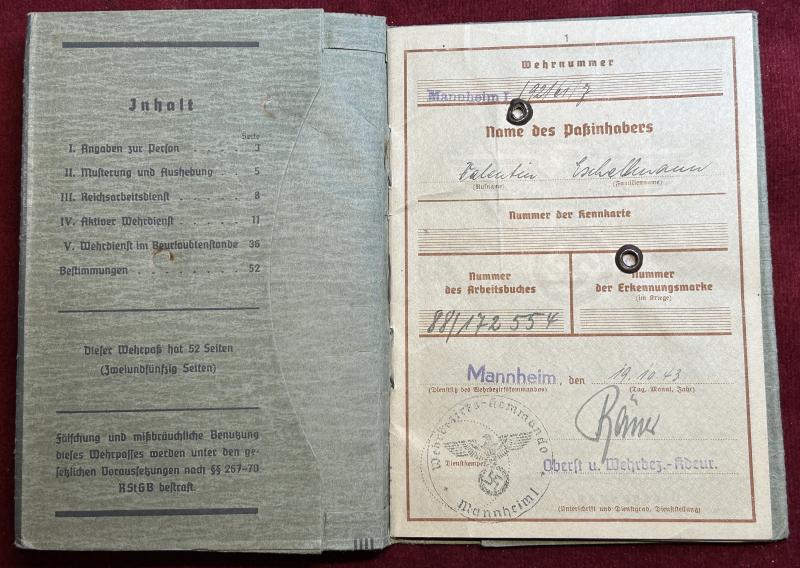 Inhalt
Seite
I. Angaben zur Person . . . . . 3
II. Musterung und Aushebung . . . . 5
III. Reichsarbeitsdienst . . . . . 8
IV. Aktiver Wehrdienst . . . . . 11
V. Wehrdienst im Beurlaubtenstande 36
Bestimmungen . . . . . . . . 52
Dieser Wehrpaß hat 52 Seiten
(Zweiundfünfzig Seiten)
Fälschung und mißbräuchliche Benutzung
dieses Wehrpasses werden unter den ge-
setzlichen Voraussetzungen nach §§ 267-70
RStGB bestraft.
1
Wehrnummer
Mannheim I
Name des Paßinhabers
Valentin
(Rufname) (Familienname)
Nummer der Kennkarte
Nummer
des Arbeitsbuches
88/172 554
Nummer
der Erkennungsmarke
(im Kriege)
Mannheim, den 19.10.43
(Dienstsitz des Wehrbezirkskommandos) (Tag, Monat, Jahr)
Wehrbezirks-Kommando
Mannheim I
Dienststempel
Oberst u. Wehrbez.-Kdeur.
(Unterschrift und Dienstgrad, Dienststellung)